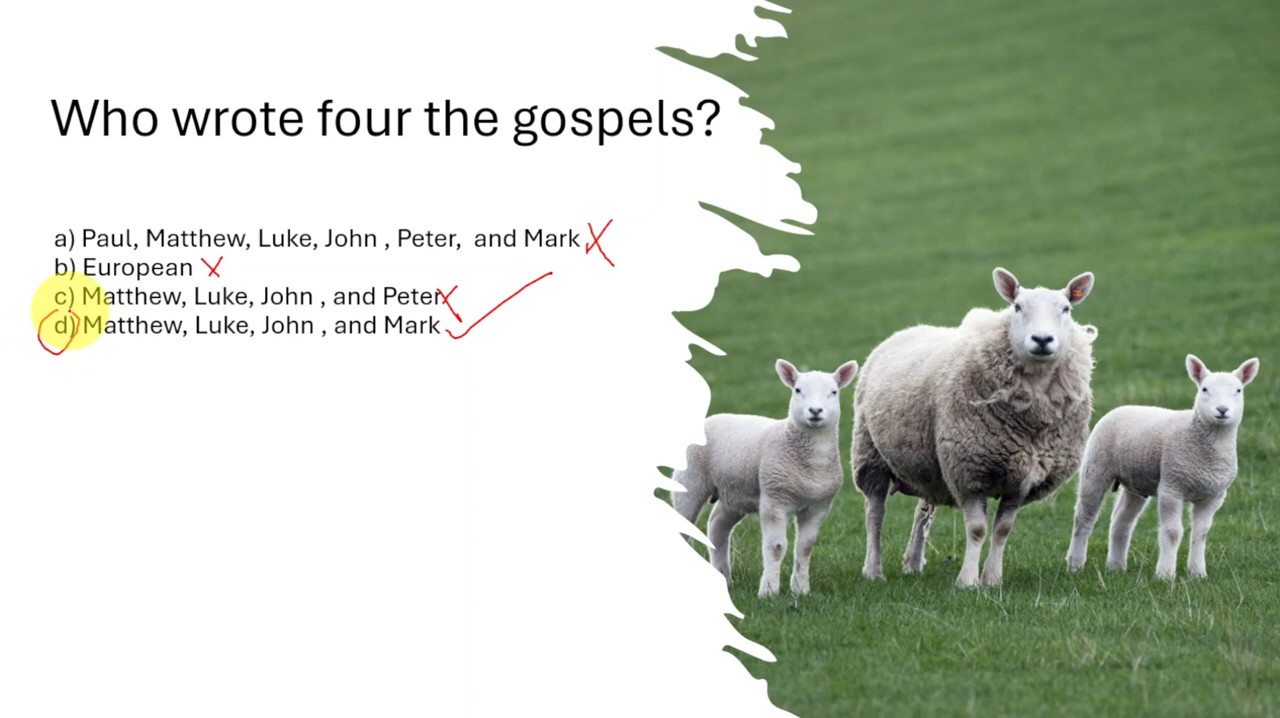 Who wrote four the gospels?
a) Paul, Matthew, Luke, John , Peter, and Mark
b) European
c) Matthew, Luke, John , and Peter
d) Matthew, Luke, John , and Mark